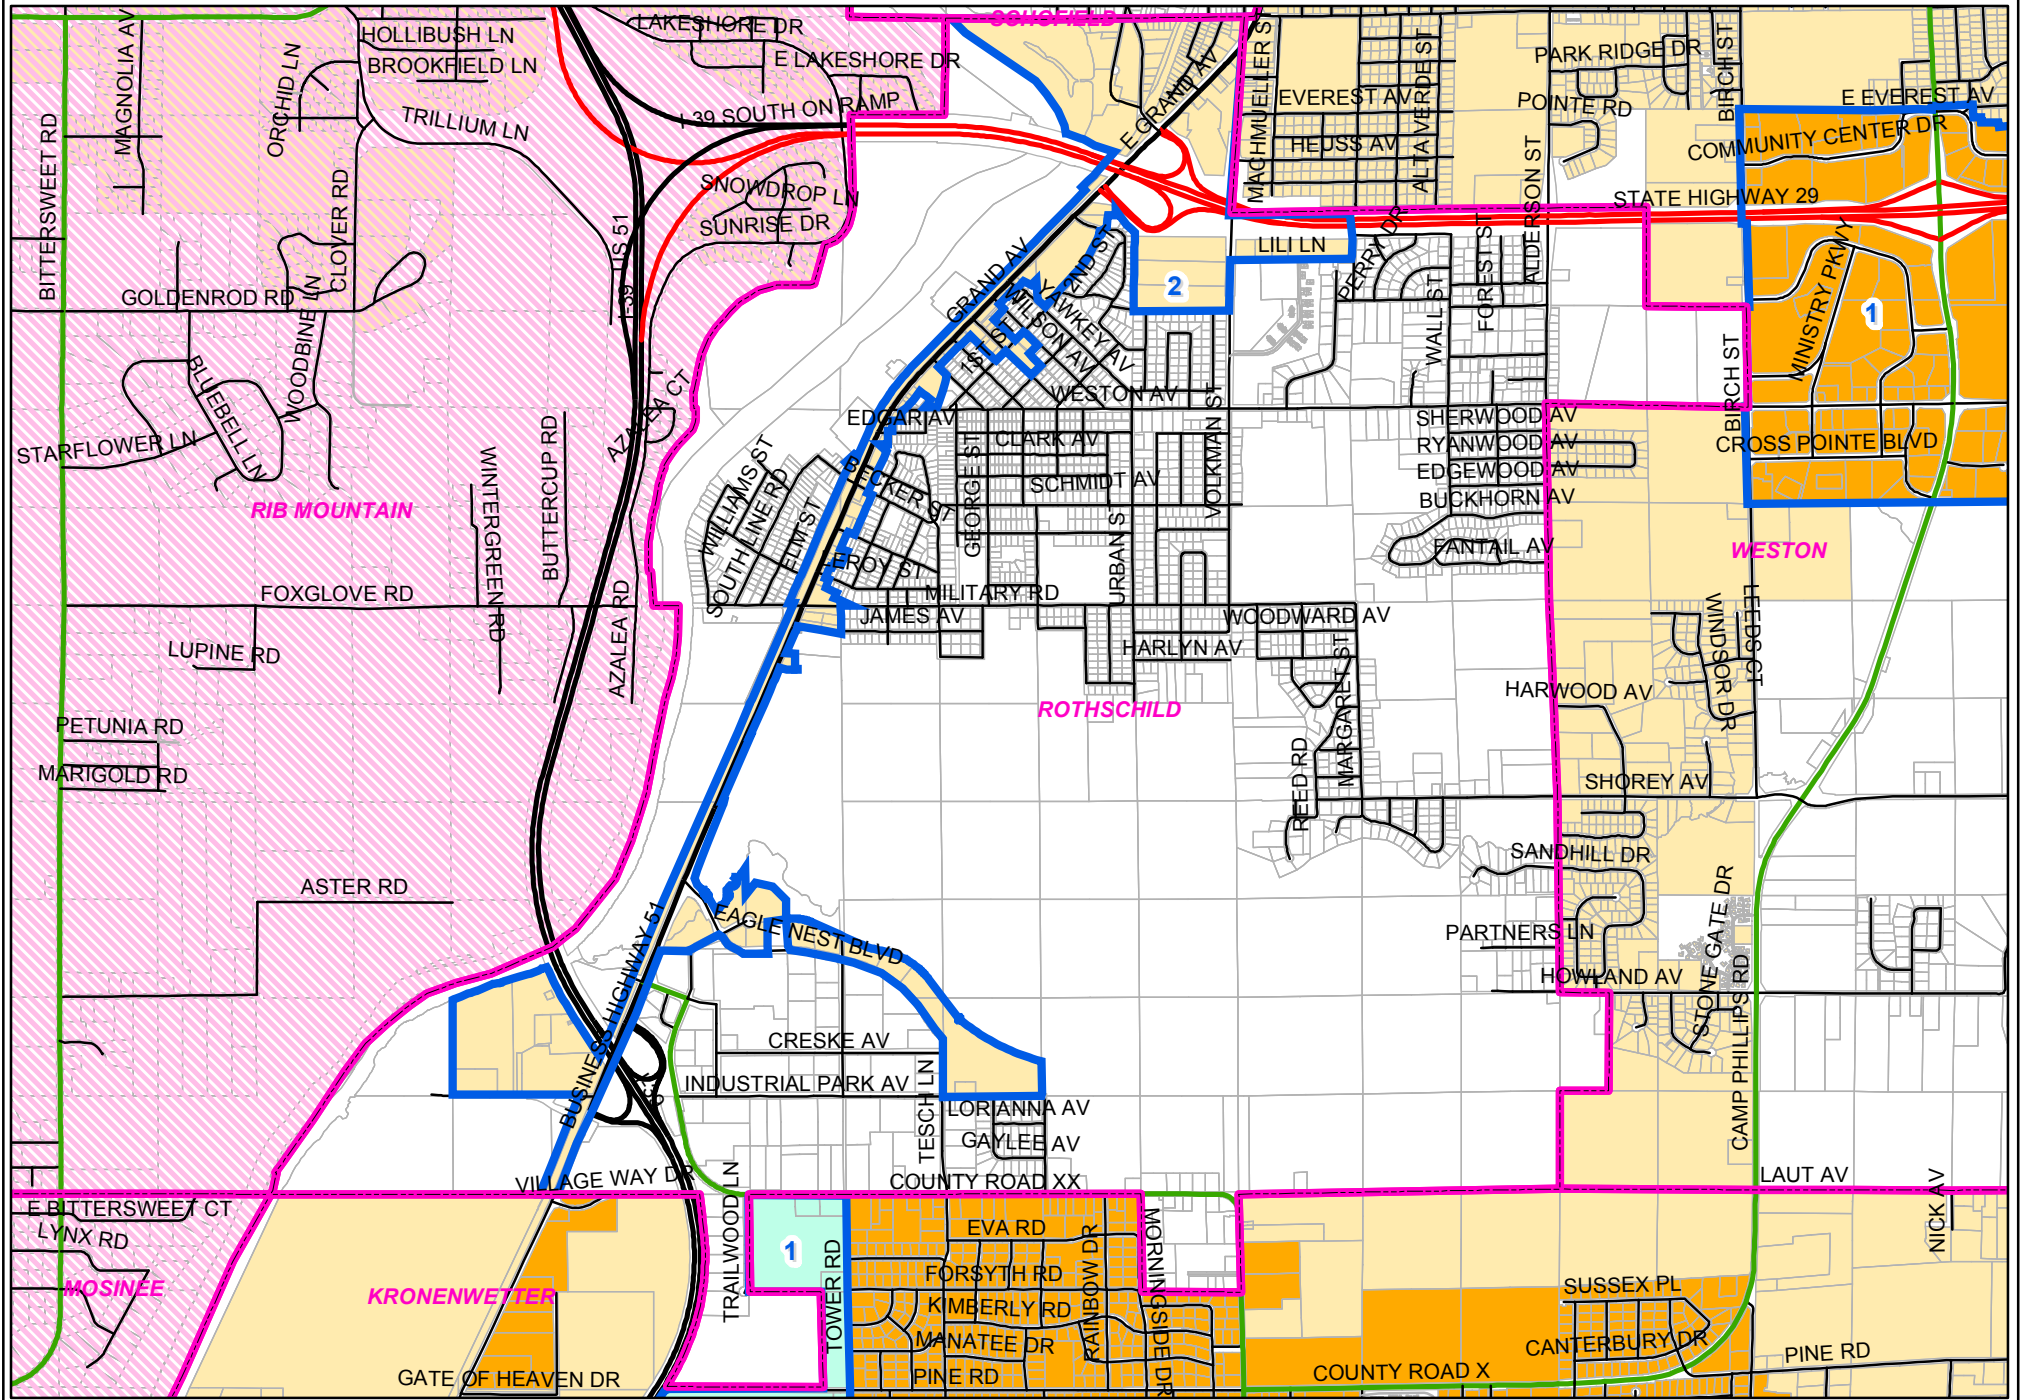 SCHOFIELD
LAKESHORE DR
HOLLIBUSH LN
BROOKFIELD LN
E LAKESHORE DR
MAGNOLIA AV
ORCHID LN
TRILLIUM LN
I-39 SOUTH ON RAMP
E GRAND AV
MACHMUELLER S
EVEREST AV
HEUSS AV
ALTA VERDE ST
PARK RIDGE DR
POINTE RD
BIRCH ST
E EVEREST AV
COMMUNITY CENTER DR
BITTERSWEET RD
CLOVER RD
SNOWDROP LN
SUNRISE DR
I-39 US 51
STATE HIGHWAY 29
ALDERSON ST
LILI LN
PERRY DR
FOREST ST
WALL ST
MINISTRY PKWY
1
2
GOLDENROD RD
WOODBINE LN
BLUEBELL LN
STARFLOWER LN
GRAND AV
2ND ST
YAWKEY AV
WILSON AV
1ST ST
WESTON AV
VOLKMAN ST
AZALEA CT
EDGAR AV
CLARK AV
SCHMIDT AV
GEORGE ST
BECKER ST
WILLIAMS ST
SOUTH LINE RD
ELM ST
LEROY ST
URBAN ST
SHERWOOD AV
RYANWOOD AV
EDGEWOOD AV
BUCKHORN AV
FANTAIL AV
BIRCH ST
CROSS POINTE BLVD
WESTON
RIB MOUNTAIN
WINTERGREEN RD
BUTTERCUP RD
FOXGLOVE RD
LUPINE RD
AZALEA RD
MILITARY RD
JAMES AV
HARLYN AV
WOODWARD AV
MARGARET ST
REED RD
HARWOOD AV
WINDSOR DR
LEEDS CT
SHOREY AV
ROTHSCHILD
PETUNIA RD
MARIGOLD RD
ASTER RD
SANDHILL DR
PARTNERS LN
HOWLAND AV
STONE GATE DR
CAMP PHILLIPS RD
EAGLE NEST BLVD
BUSINESS HIGHWAY 51
CRESKE AV
INDUSTRIAL PARK AV
TESCH LN
LORIANNA AV
GAYLEE AV
VILLAGE WAY DR
COUNTY ROAD XX
LAUT AV
NICK AV
E BITTERSWEET CT
LYNX RD
MOSINEE
KRONENWETTER
TRAILWOOD LN
1
TOWER RD
EVA RD
FORSYTH RD
KIMBERLY RD
MANATEE DR
PINE RD
RAINBOW DR
MORNINGSIDE DR
SUSSEX PL
CANTERBURY DR
COUNTY ROAD X
PINE RD
GATE OF HEAVEN DR